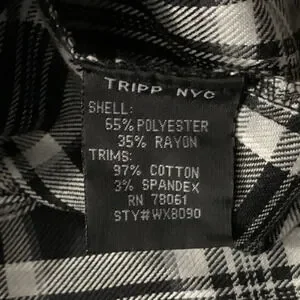 TRIPP NYC
SHELL:
65% POLYESTER
35% RAYON
TRIMS:
97% COTTON
3% SPANDEX
RN 78061
STY#WX8090